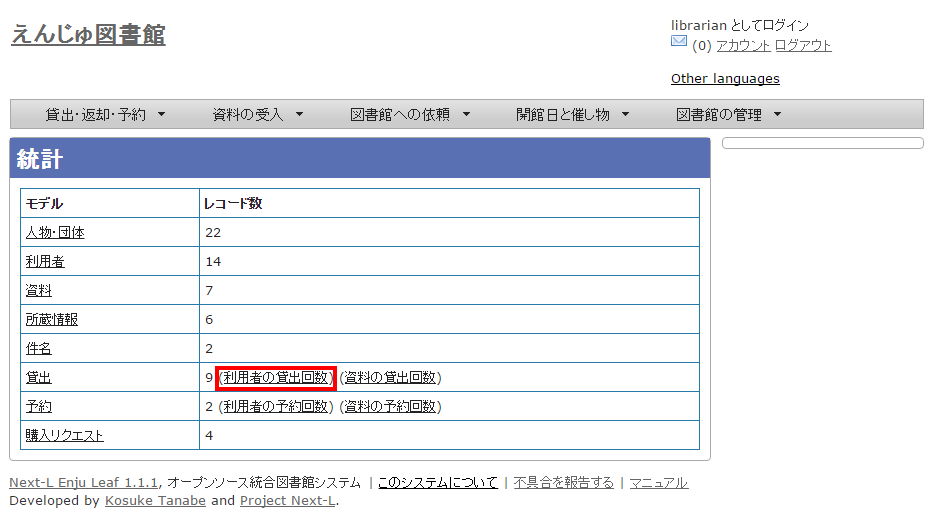 えんじゅ図書館
librarian としてログイン
(0) アカウント ログアウト
Other languages
貸出・返却・予約 ▼ 資料の受入 ▼ 図書館への依頼 ▼ 開館日と催し物 ▼ 図書館の管理 ▼
統計
モデル レコード数
人物・団体 22
利用者 14
資料 7
所蔵情報 6
件名 2
貸出 9 (利用者の貸出回数) (資料の貸出回数)
予約 2 (利用者の予約回数) (資料の予約回数)
購入リクエスト 4
Next-L Enju Leaf 1.1.1, オープンソース統合図書館システム | このシステムについて | 不具合を報告する | マニュアル
Developed by Kosuke Tanabe and Project Next-L.